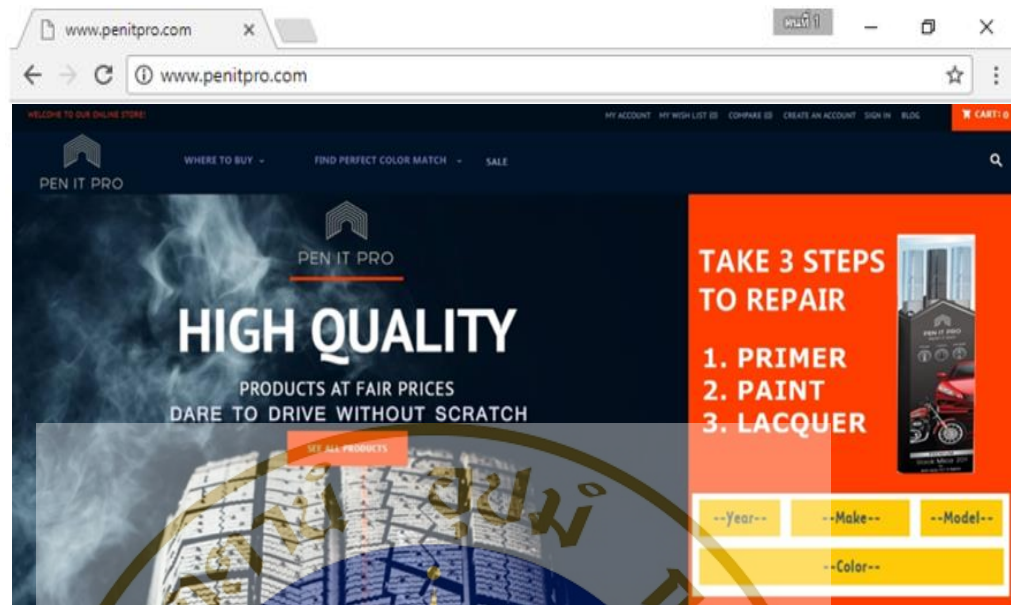 www.penitpro.com
คนที่ 1
www.penitpro.com
WELCOME TO OUR ONLINE STORE!
MY ACCOUNT MY WISH LIST (0) COMPARE (0) CREATE AN ACCOUNT SIGN IN BLOG CART: 0
PEN IT PRO
WHERE TO BUY FIND PERFECT COLOR MATCH SALE
PEN IT PRO
HIGH QUALITY
PRODUCTS AT FAIR PRICES
DARE TO DRIVE WITHOUT SCRATCH
SEE ALL PRODUCTS
TAKE 3 STEPS
TO REPAIR
1. PRIMER
2. PAINT
3. LACQUER
PEN IT PRO
--Year-- --Make-- --Model--
--Color--